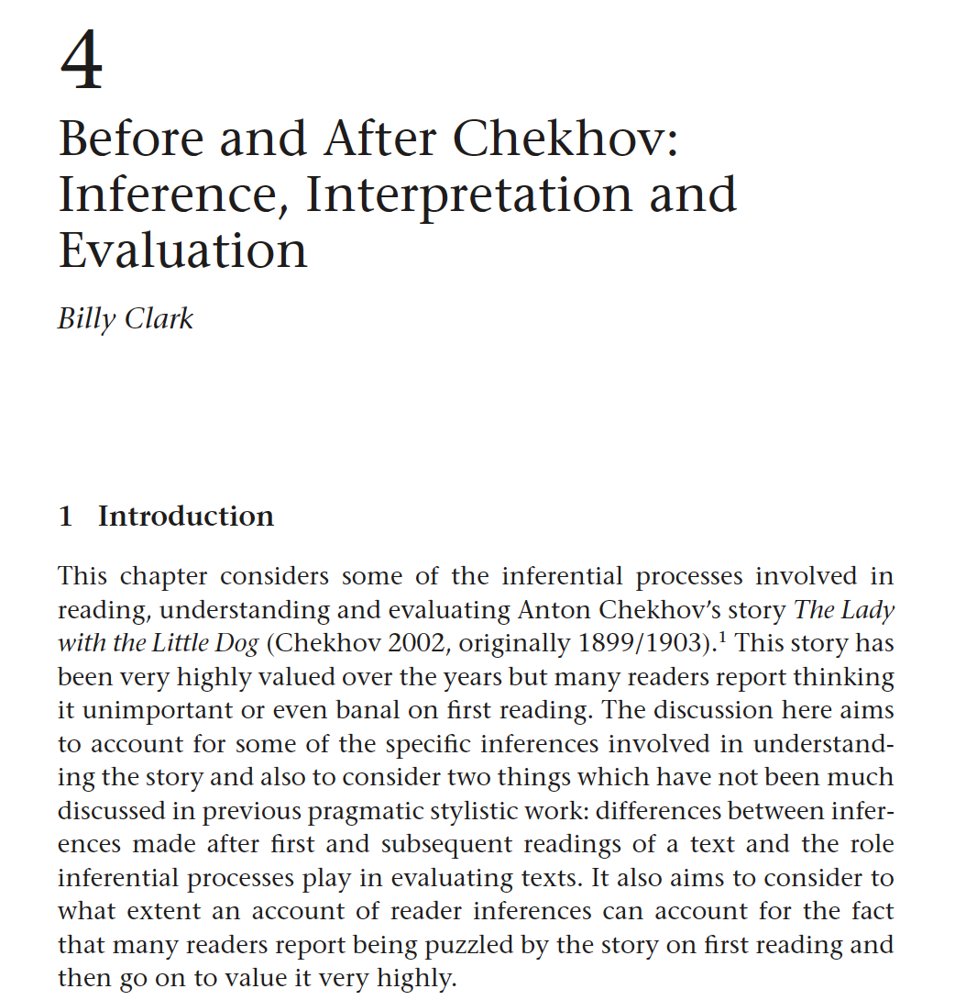 4
Before and After Chekhov:
Inference, Interpretation and
Evaluation
Billy Clark
1 Introduction
This chapter considers some of the inferential processes involved in
reading, understanding and evaluating Anton Chekhov’s story The Lady
with the Little Dog (Chekhov 2002, originally 1899/1903).¹ This story has
been very highly valued over the years but many readers report thinking
it unimportant or even banal on first reading. The discussion here aims
to account for some of the specific inferences involved in understand-
ing the story and also to consider two things which have not been much
discussed in previous pragmatic stylistic work: differences between infer-
ences made after first and subsequent readings of a text and the role
inferential processes play in evaluating texts. It also aims to consider to
what extent an account of reader inferences can account for the fact
that many readers report being puzzled by the story on first reading and
then go on to value it very highly.